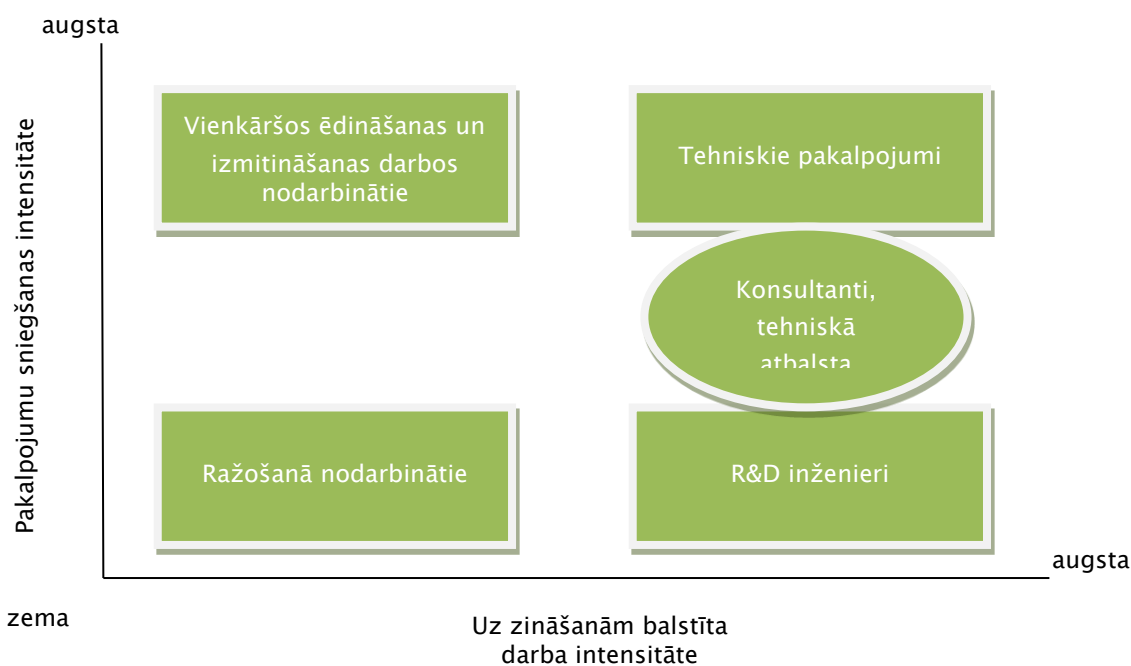 augsta
Pakalpojumu sniegšanas intensitāte
Vienkāršos ēdināšanas un
izmitināšanas darbos
nodarbinātie
Tehniskie pakalpojumi
Konsultanti,
tehniskā
atbalsta
Ražošanā nodarbinātie
R&D inženieri
augsta
zema
Uz zināšanām balstīta
darba intensitāte